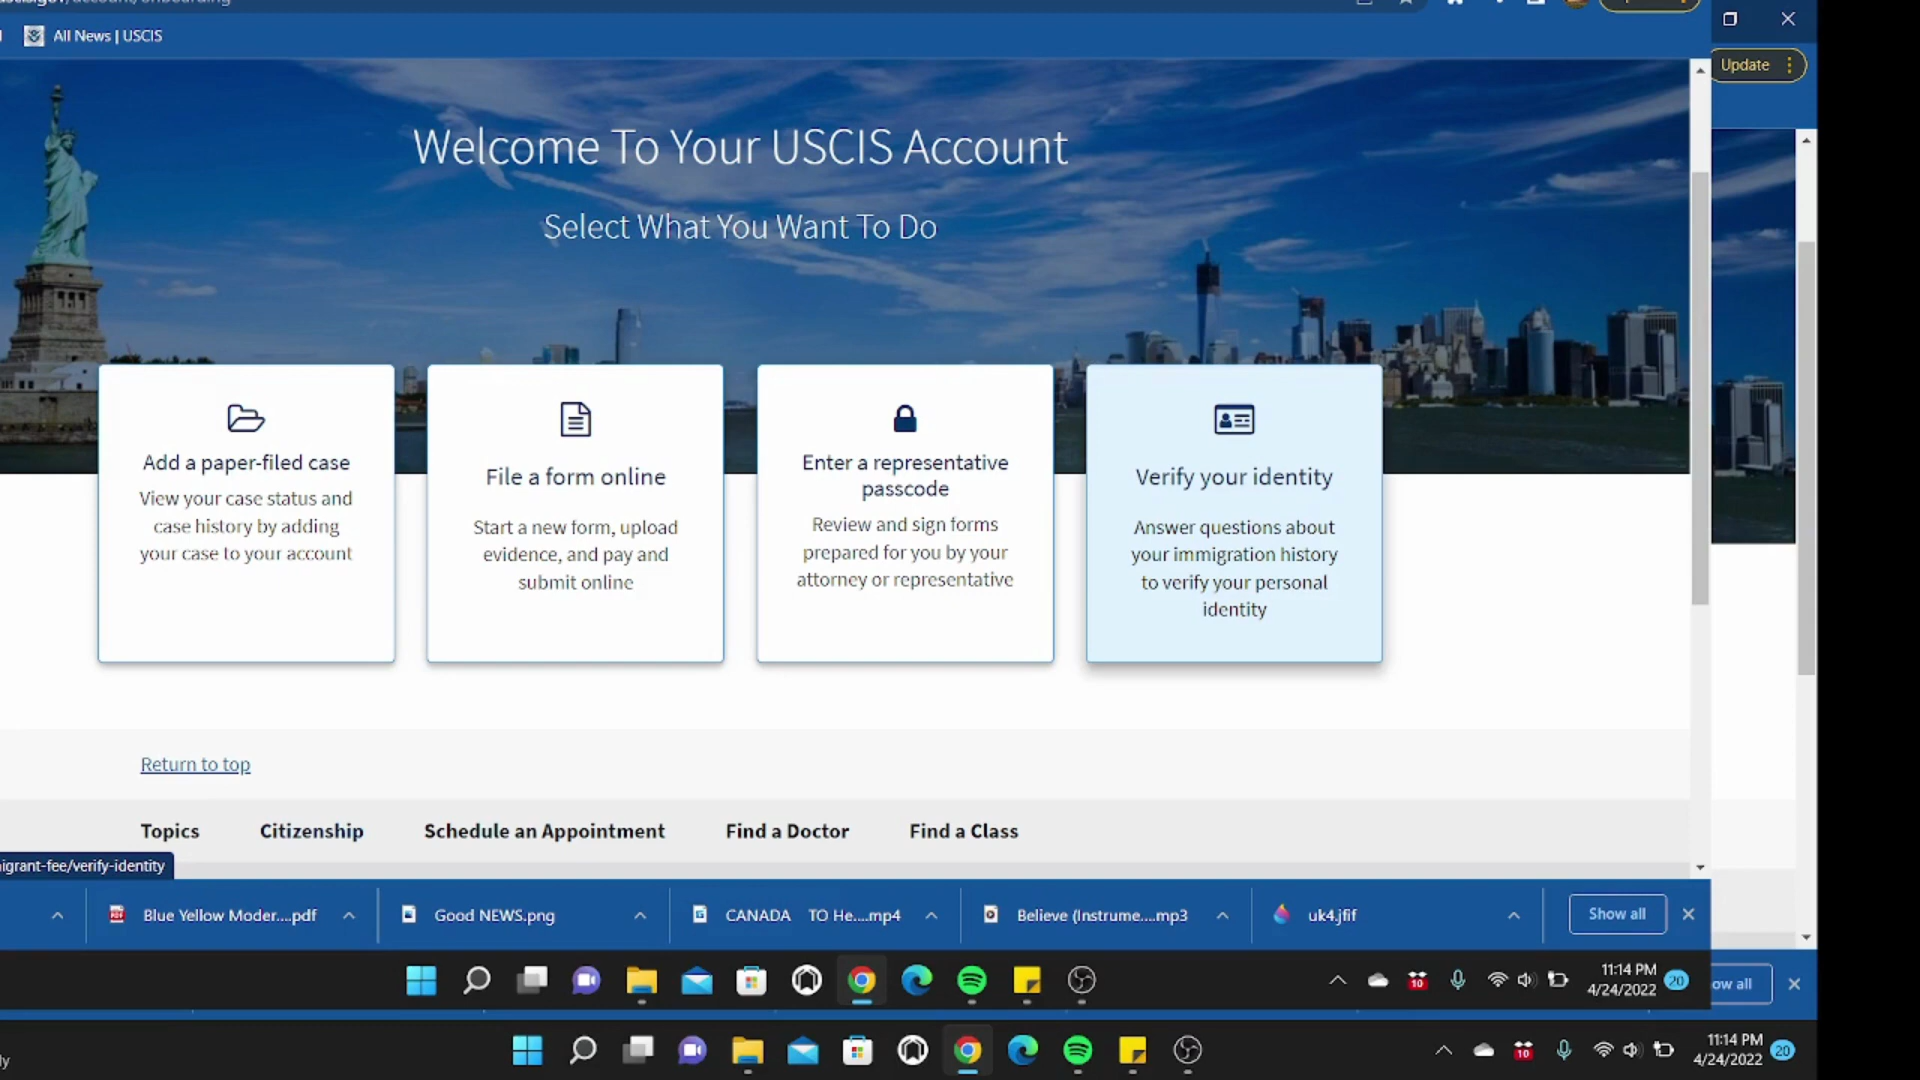 All News | USCIS
Update
Welcome To Your USCIS Account
Select What You Want To Do
Add a paper-filed case
View your case status and
case history by adding
your case to your account
File a form online
Start a new form, upload
evidence, and pay and
submit online
Enter a representative
passcode
Review and sign forms
prepared for you by your
attorney or representative
Verify your identity
Answer questions about
your immigration history
to verify your personal
identity
Return to top
Topics Citizenship Schedule an Appointment Find a Doctor Find a Class
igrant-fee/verify-identity
Blue Yellow Moder....pdf Good NEWS.png CANADA TO He....mp4 Believe (Instrume....mp3 uk4.jfif Show all
10 11:14 PM
4/24/2022 20
ow all
10 11:14 PM
4/24/2022 20